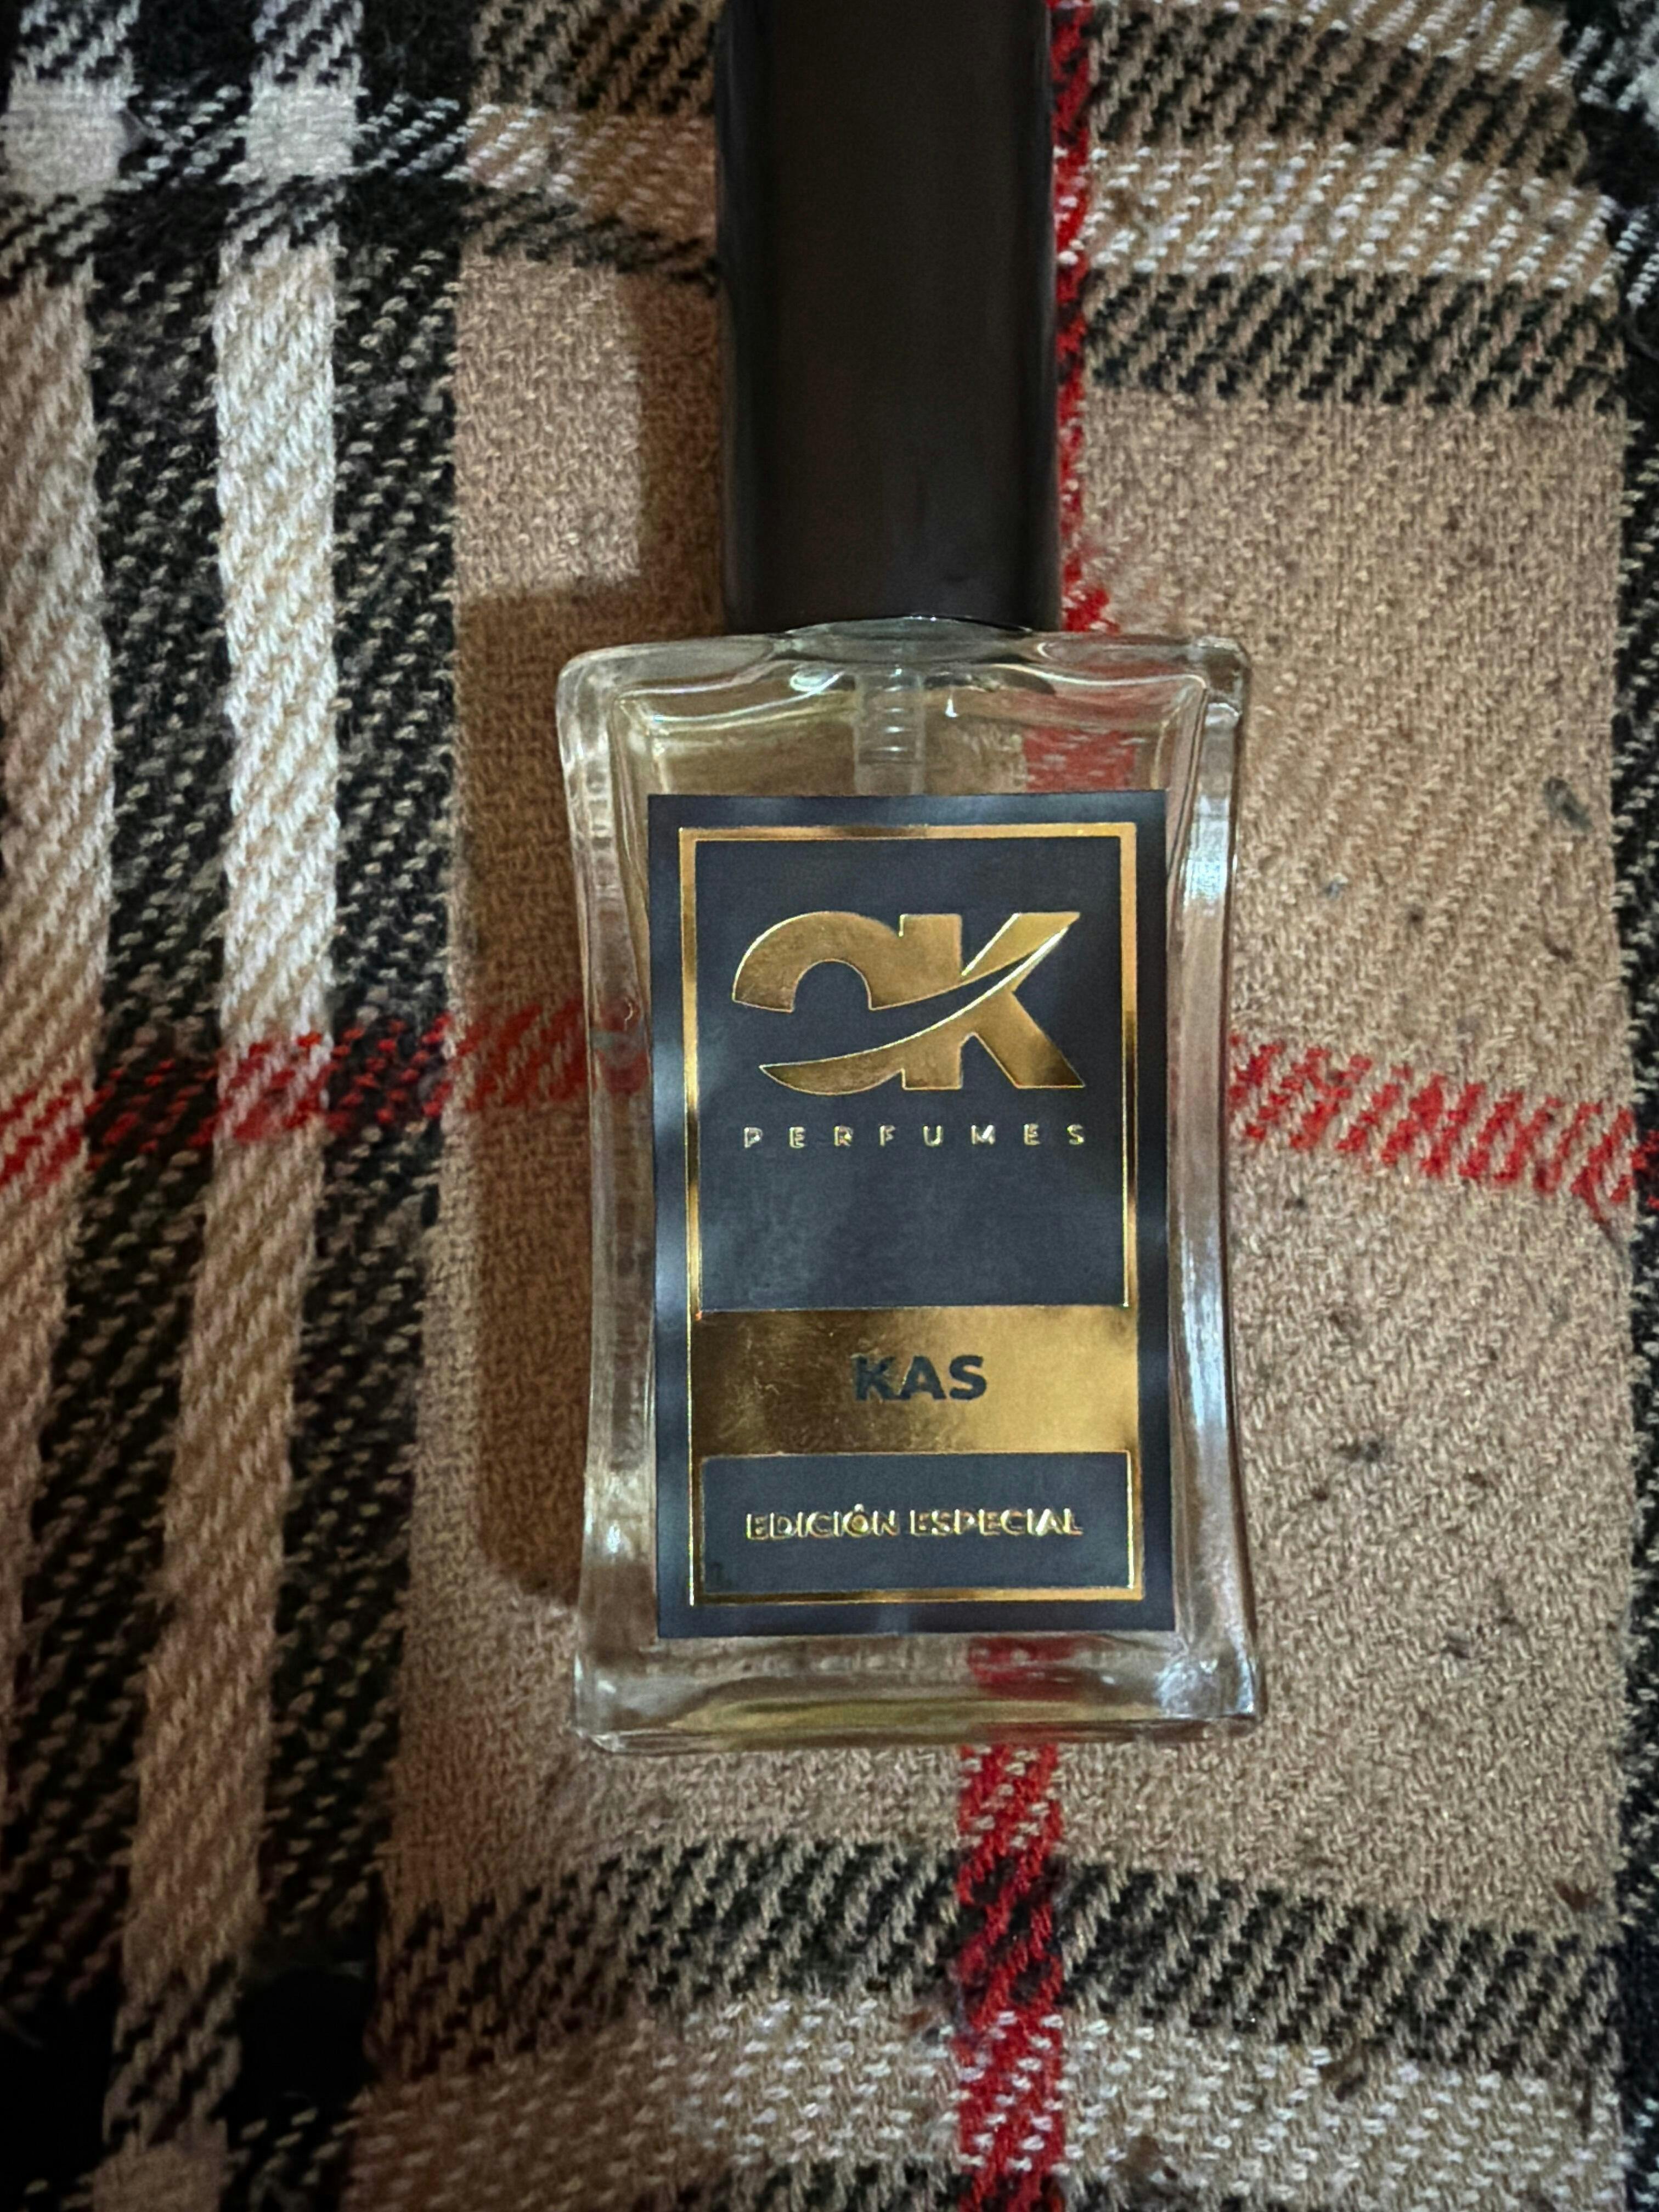 OK
PERFUMES
KAS
EDICIÓN ESPECIAL